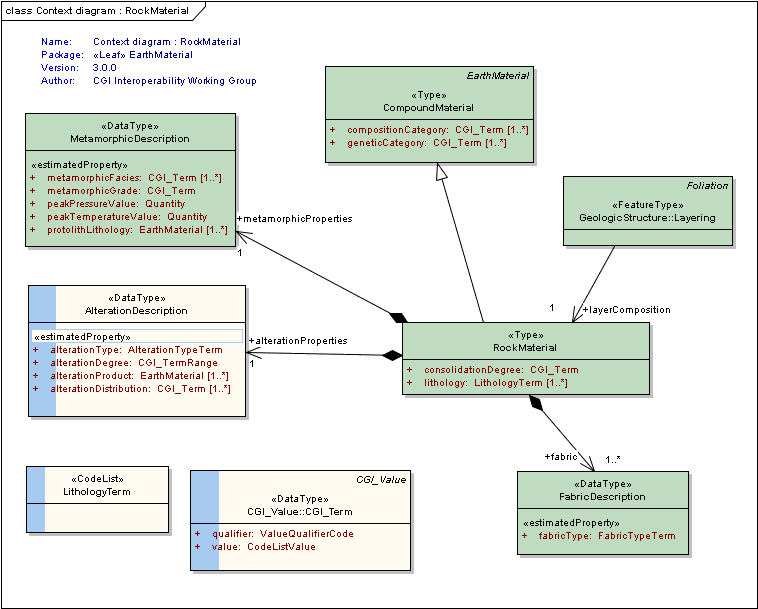 class Context diagram : RockMaterial
Name: Context diagram : RockMaterial
Package: «Leaf» EarthMaterial
Version: 3.0.0
Author: CGI Interoperability Working Group
EarthMaterial
«Type»
CompoundMaterial
+ compositionCategory: CGI_Term [1..*]
+ geneticCategory: CGI_Term [1..*]
«DataType»
MetamorphicDescription
«estimatedProperty»
+ metamorphicFacies: CGI_Term [1..*]
+ metamorphicGrade: CGI_Term
+ peakPressureValue: Quantity
+ peakTemperatureValue: Quantity
+ protolithLithology: EarthMaterial [1..*]
Foliation
«FeatureType»
GeologicStructure::Layering
+metamorphicProperties
1
«DataType»
AlterationDescription
«estimatedProperty»
+ alterationType: AlterationTypeTerm
+ alterationDegree: CGI_TermRange
+ alterationProduct: EarthMaterial [1..*]
+ alterationDistribution: CGI_Term [1..*]
+alterationProperties
1
1
+layerComposition
«Type»
RockMaterial
+ consolidationDegree: CGI_Term
+ lithology: LithologyTerm [1..*]
+fabric
1..*
«CodeList»
LithologyTerm
CGI_Value
«DataType»
CGI_Value::CGI_Term
+ qualifier: ValueQualifierCode
+ value: CodeListValue
«DataType»
FabricDescription
«estimatedProperty»
+ fabricType: FabricTypeTerm